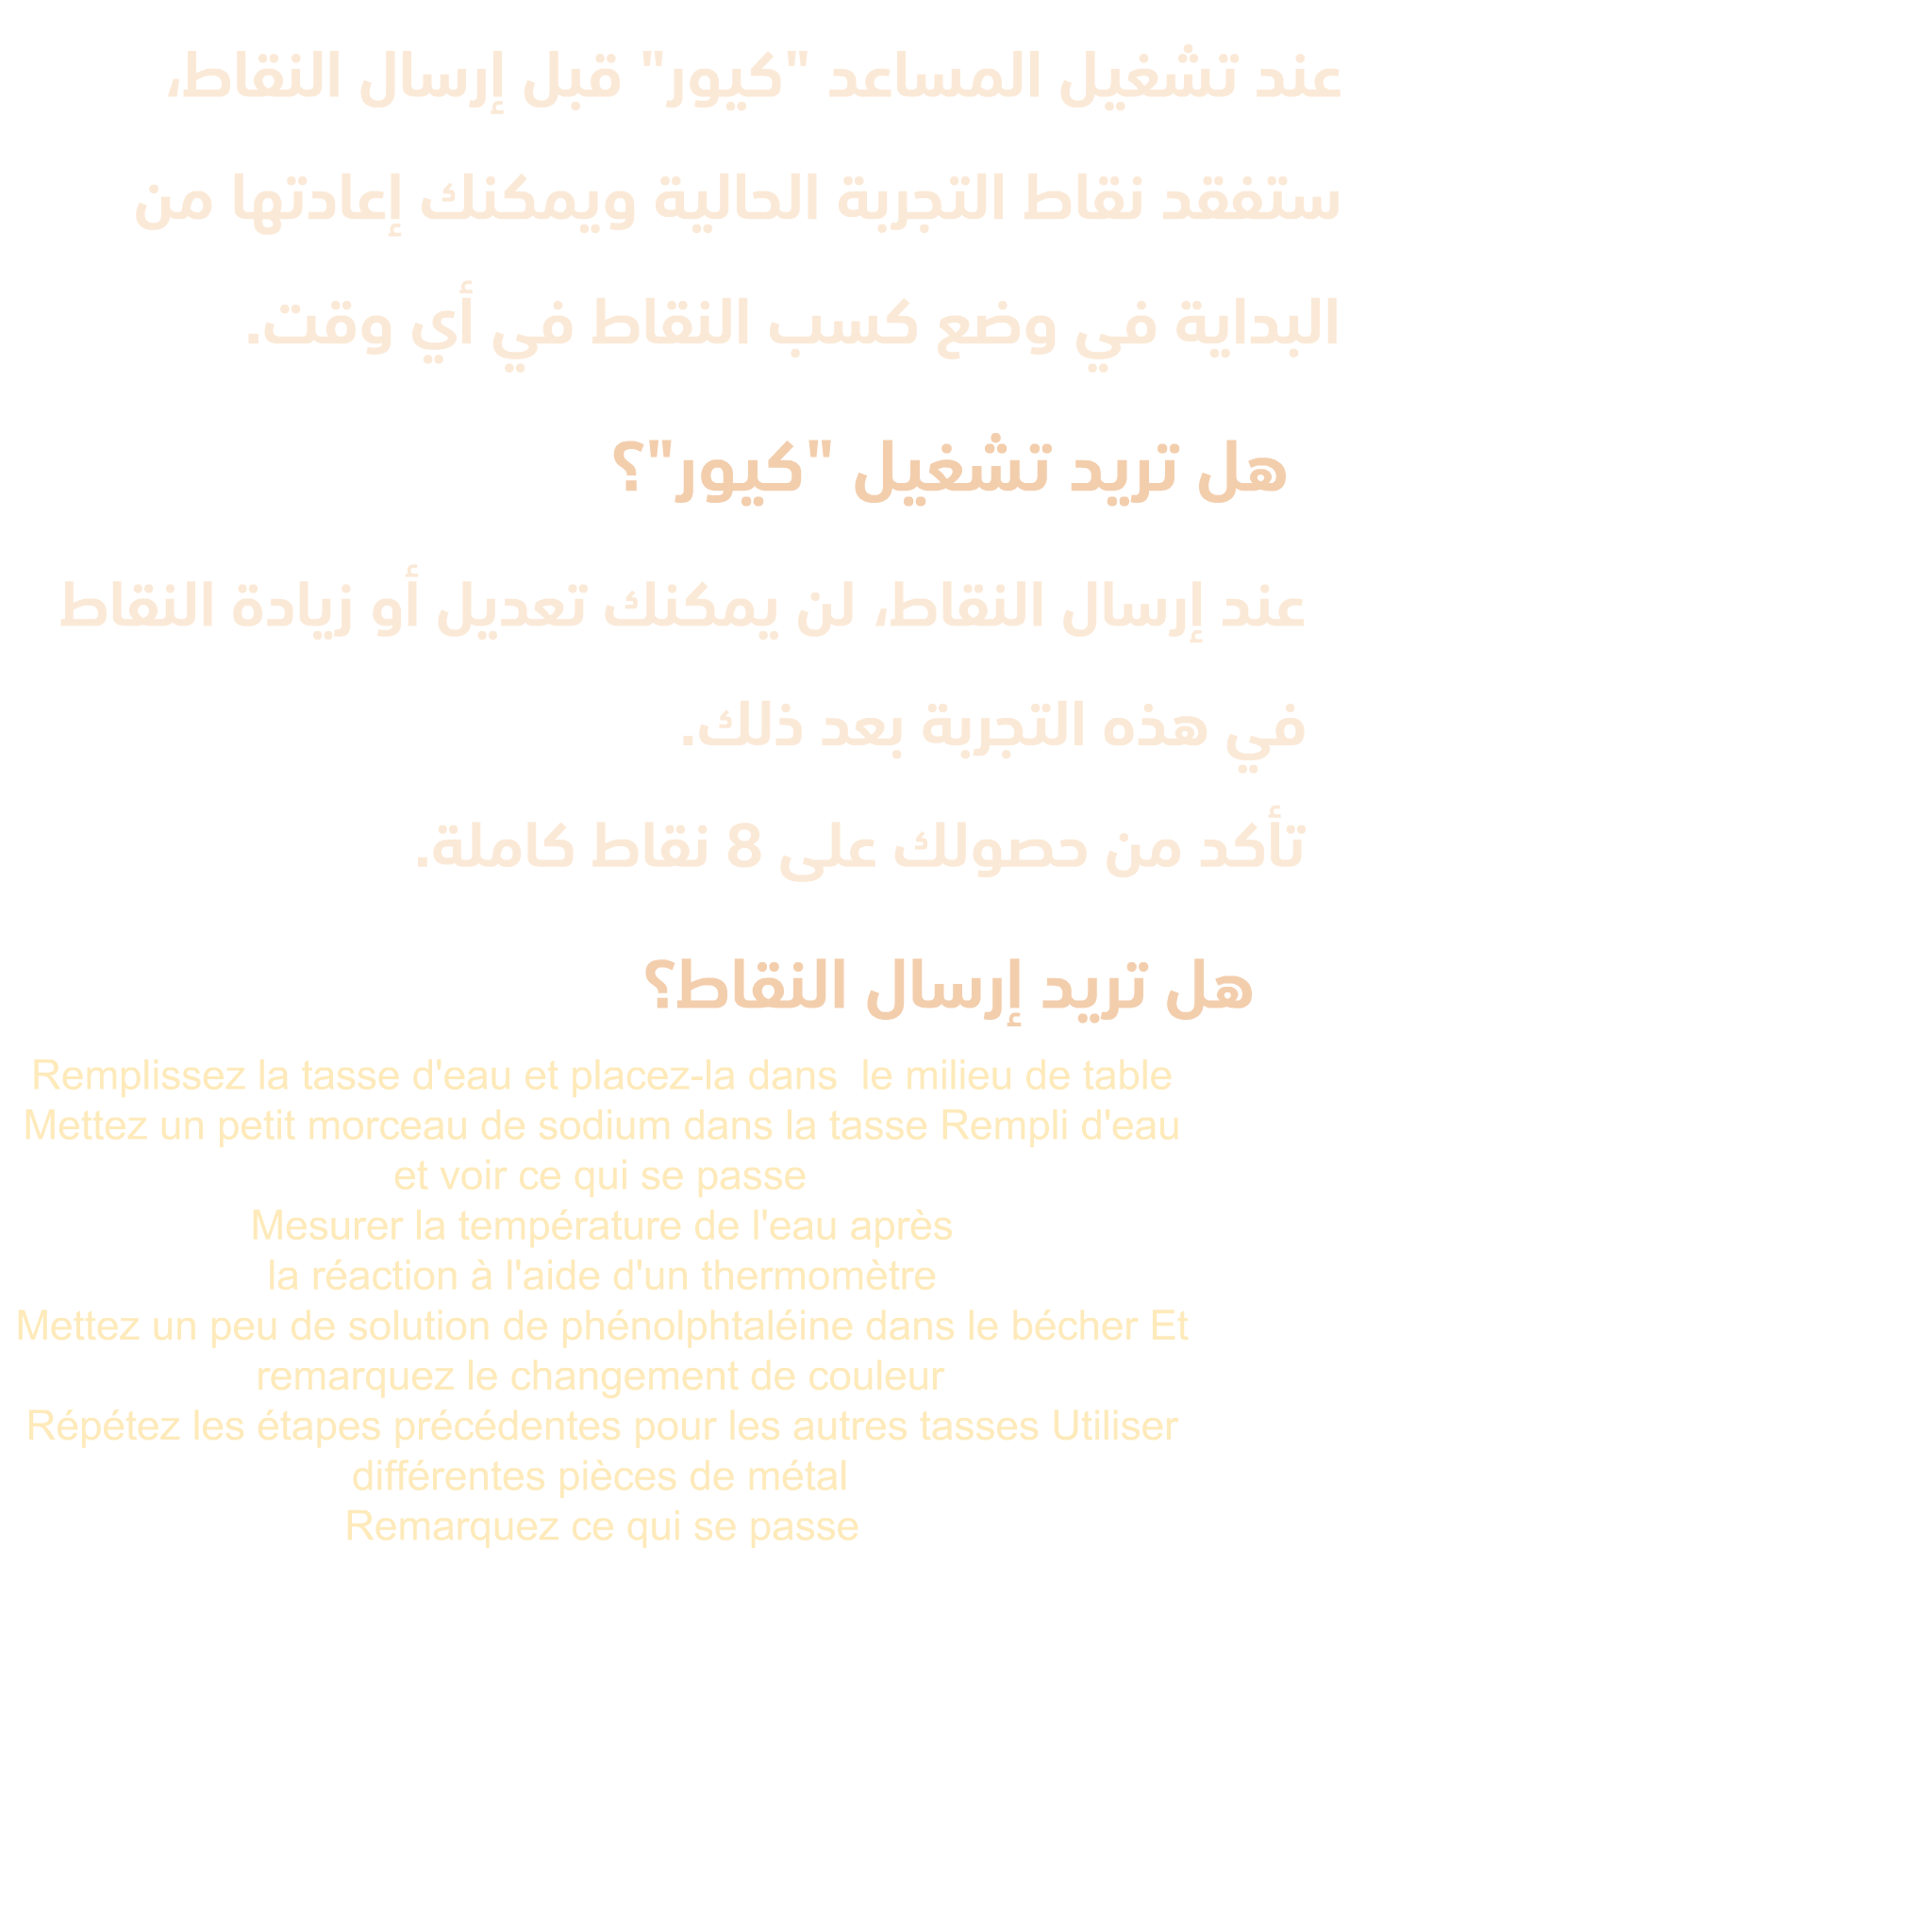 عند تشغيل المساعد "كيور" قبل إرسال النقاط،
ستفقد نقاط التجربة الحالية ويمكنك إعادتها من
البداية في وضع كسب النقاط في أي وقت.
هل تريد تشغيل "كيور"؟
عند إرسال النقاط، لن يمكنك تعديل أو زيادة النقاط
في هذه التجربة بعد ذلك.
تأكد من حصولك على 8 نقاط كاملة.
هل تريد إرسال النقاط؟
Remplissez la tasse d'eau et placez-la dans  le milieu de table
Mettez un petit morceau de sodium dans la tasse Rempli d'eau
et voir ce qui se passe
Mesurer la température de l'eau après
la réaction à l'aide d'un thermomètre
Mettez un peu de solution de phénolphtaléine dans le bécher Et
remarquez le changement de couleur
Répétez les étapes précédentes pour les autres tasses Utiliser
différentes pièces de métal
Remarquez ce qui se passe